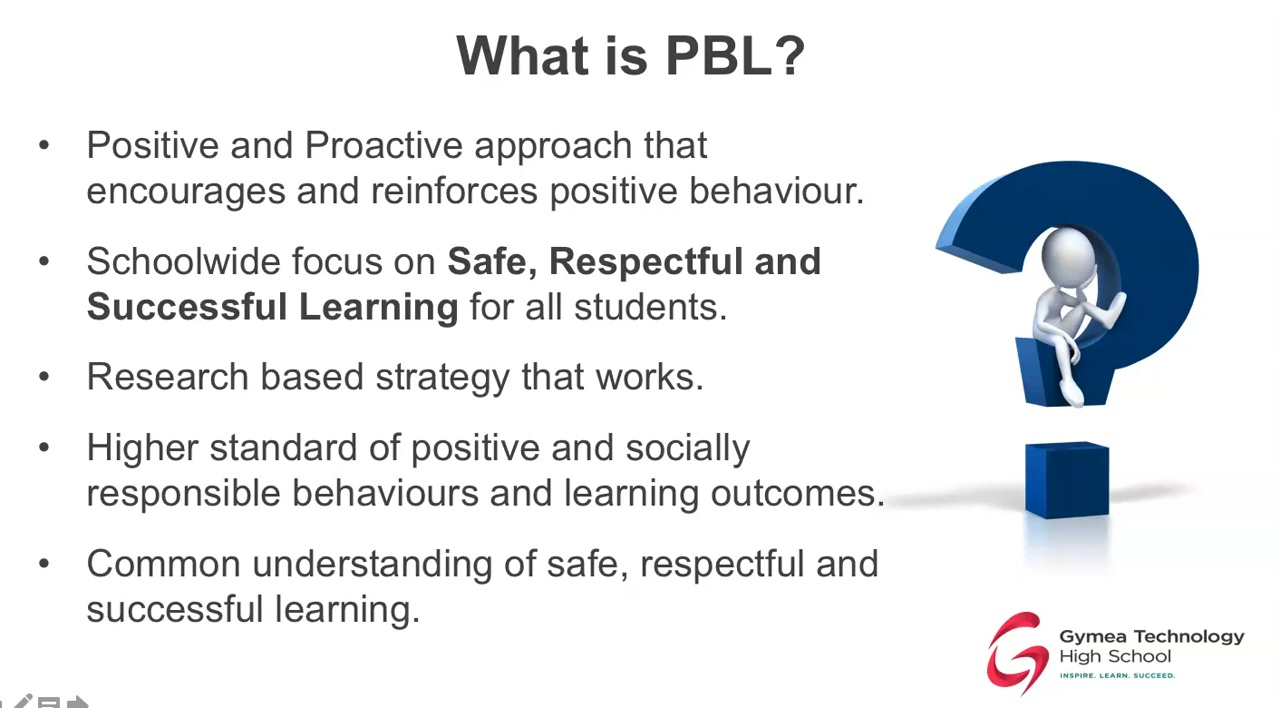 What is PBL?
• Positive and Proactive approach that
encourages and reinforces positive behaviour.
• Schoolwide focus on Safe, Respectful and
Successful Learning for all students.
• Research based strategy that works.
• Higher standard of positive and socially
responsible behaviours and learning outcomes.
• Common understanding of safe, respectful and
successful learning.
Gymea Technology
High School
INSPIRE. LEARN. SUCCEED.